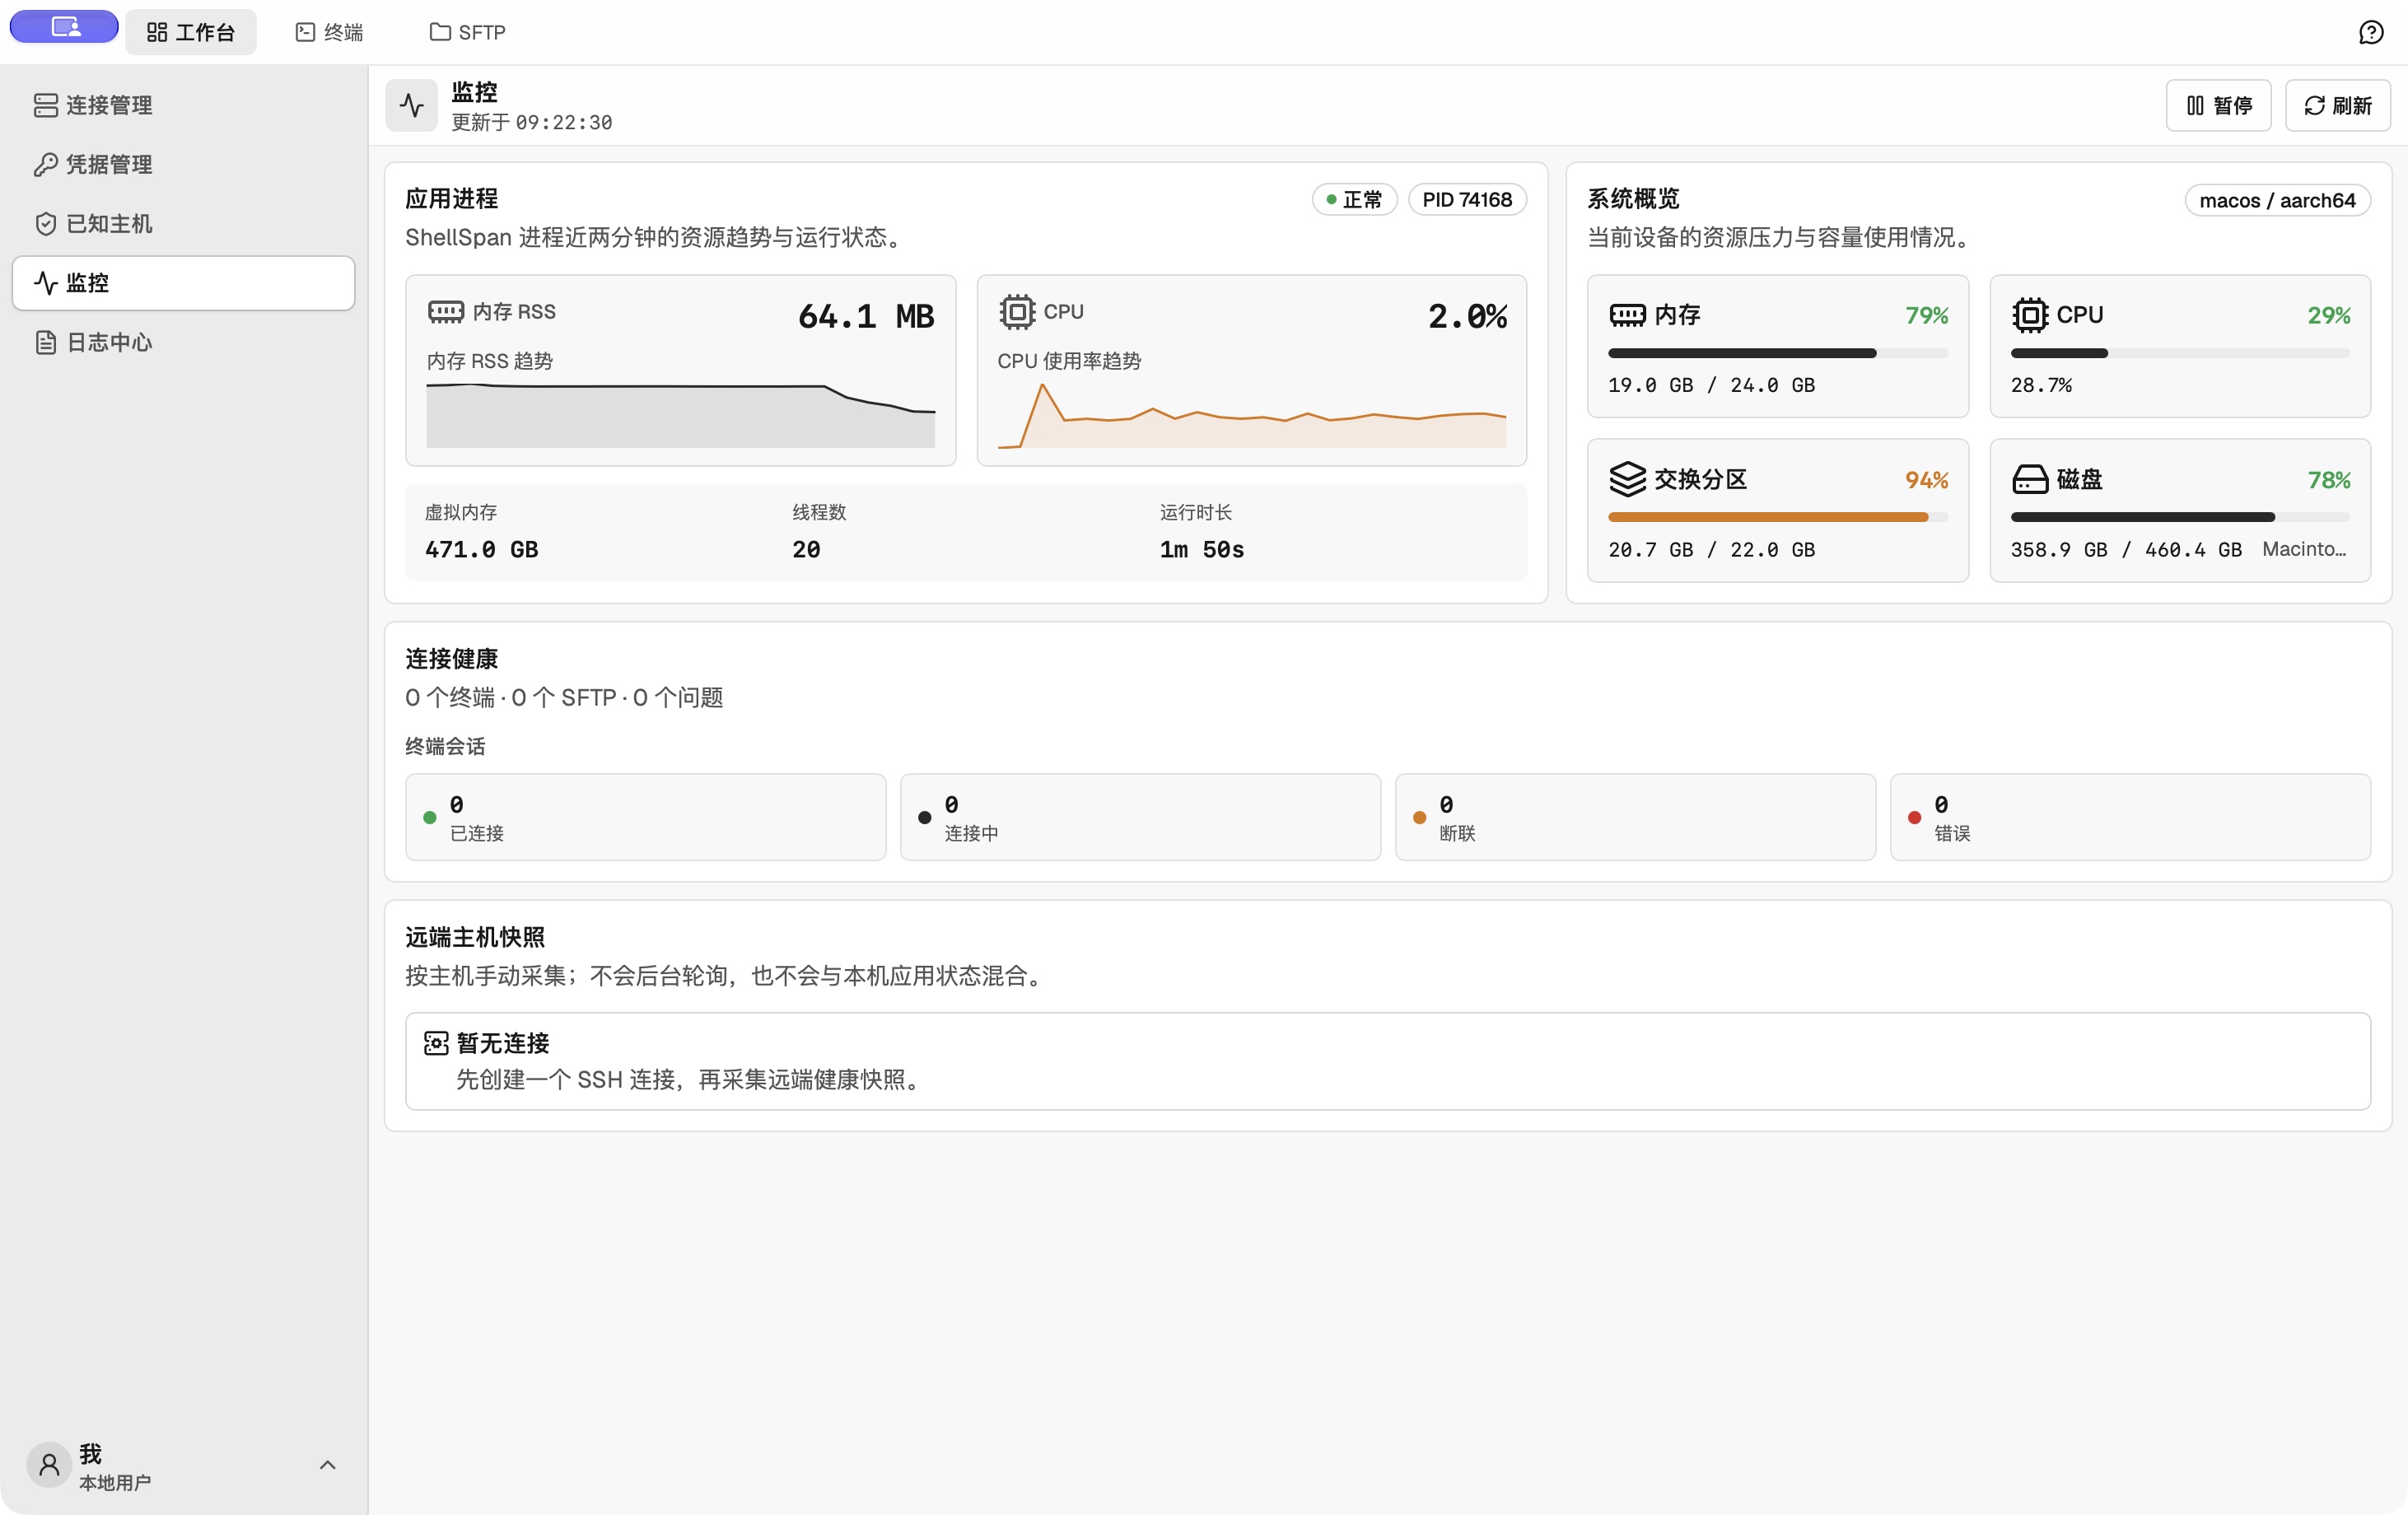 工作台
终端
SFTP
连接管理
凭据管理
已知主机
监控
日志中心
我
本地用户
监控
更新于 09:22:30
暂停
刷新
应用进程
正常
PID 74168
ShellSpan 进程近两分钟的资源趋势与运行状态。
内存 RSS
64.1 MB
内存 RSS 趋势
CPU
2.0%
CPU 使用率趋势
虚拟内存
471.0 GB
线程数
20
运行时长
1m 50s
系统概览
macos / aarch64
当前设备的资源压力与容量使用情况。
内存
79%
19.0 GB / 24.0 GB
CPU
29%
28.7%
交换分区
94%
20.7 GB / 22.0 GB
磁盘
78%
358.9 GB / 460.4 GB Macinto...
连接健康
0 个终端 · 0 个 SFTP · 0 个问题
终端会话
0
已连接
0
连接中
0
断联
0
错误
远端主机快照
按主机手动采集；不会后台轮询，也不会与本机应用状态混合。
暂无连接
先创建一个 SSH 连接，再采集远端健康快照。